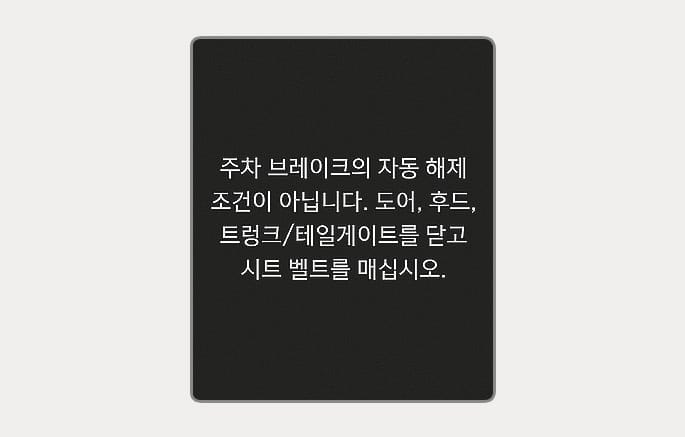 주차 브레이크의 자동 해제
조건이 아닙니다. 도어, 후드,
트렁크/테일게이트를 닫고
시트 벨트를 매십시오.